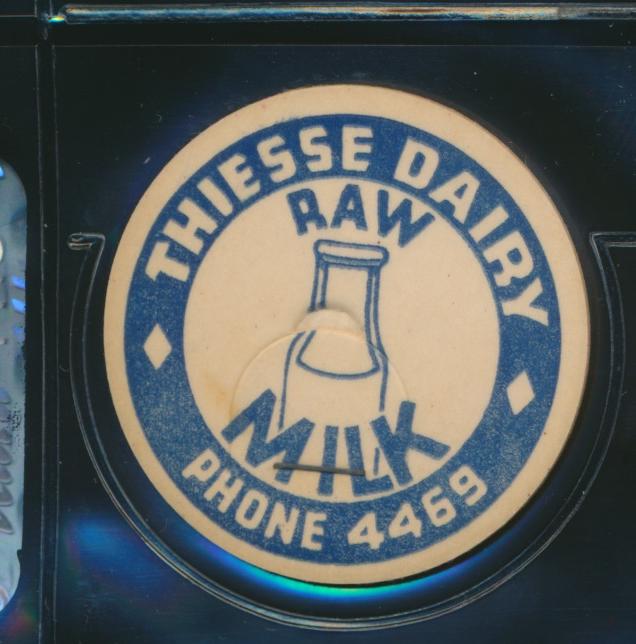 THIESSE DAIRY
RAW
MILK
PHONE 4469